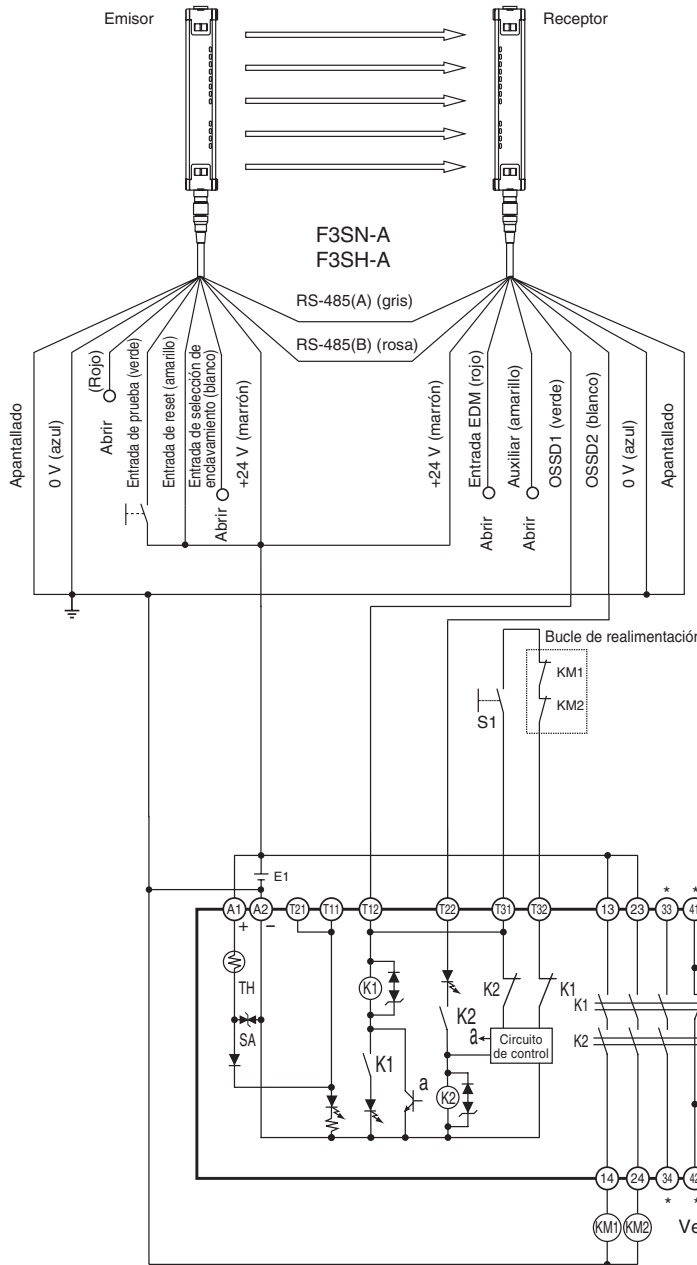 Emisor
Receptor
F3SN-A
F3SH-A
RS-485(A) (gris)
RS-485(B) (rosa)
Apantallado
0 V (azul)
(Rojo)
Abrir
Entrada de prueba (verde)
Entrada de reset (amarillo)
Entrada de selección de
enclavamiento (blanco)
Abrir
+24 V (marrón)
+24 V (marrón)
Entrada EDM (rojo)
Abrir
Auxiliar (amarillo)
Abrir
OSSD1 (verde)
OSSD2 (blanco)
0 V (azul)
Apantallado
Bucle de realimentación
KM1
KM2
S1
E1
A1 A2 T21 T11 T12 T22 T31 T32 13 23 33 41
* *
+ −
TH
SA
K1
K1
a
K2
K2
K2
K1
a
Circuito
de control
K1
K2
14 24 34 42
* *
KM1 KM2
Ve